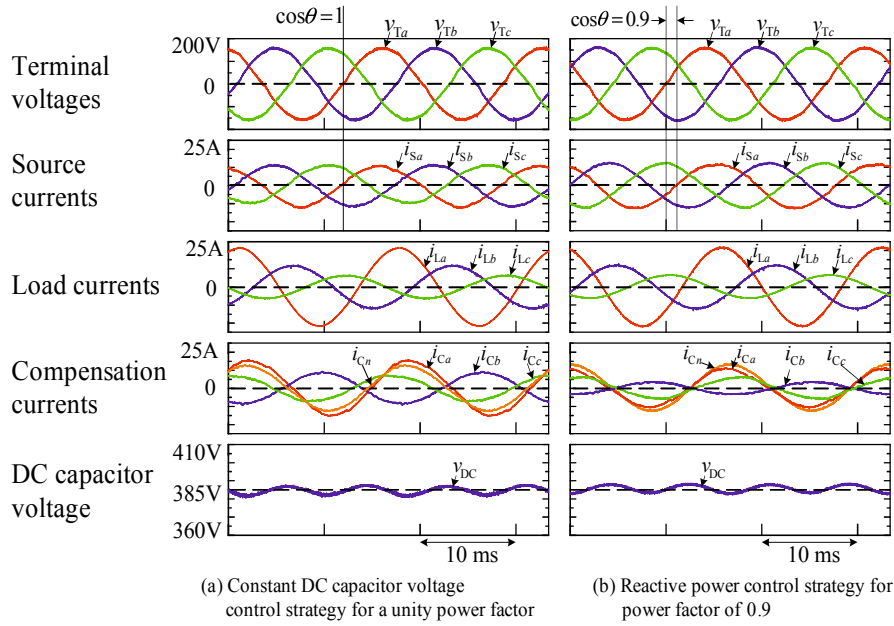 cosθ = 1
vTa
vTb
vTc
cosθ = 0.9
vTa
vTb
vTc
Terminal
voltages
200V
0
Source
currents
25A
0
iSa
iSb
iSc
iSa
iSb
iSc
Load currents
25A
0
iLa
iLb
iLc
iLa
iLb
iLc
Compensation
currents
25A
0
iCn
iCa
iCb
iCc
iCn
iCa
iCb
iCc
DC capacitor
voltage
410V
385V
360V
vDC
vDC
10 ms
10 ms
(a) Constant DC capacitor voltage
control strategy for a unity power factor
(b) Reactive power control strategy for
power factor of 0.9